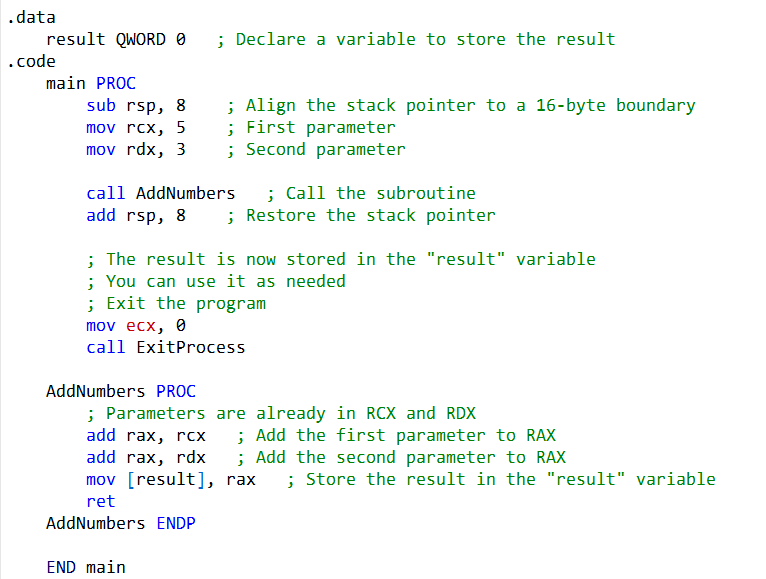 .data
    result QWORD 0   ; Declare a variable to store the result
.code
    main PROC
        sub rsp, 8    ; Align the stack pointer to a 16-byte boundary
        mov rcx, 5    ; First parameter
        mov rdx, 3    ; Second parameter

        call AddNumbers   ; Call the subroutine
        add rsp, 8    ; Restore the stack pointer

        ; The result is now stored in the "result" variable
        ; You can use it as needed
        ; Exit the program
        mov ecx, 0
        call ExitProcess

    AddNumbers PROC
        ; Parameters are already in RCX and RDX
        add rax, rcx   ; Add the first parameter to RAX
        add rax, rdx   ; Add the second parameter to RAX
        mov [result], rax   ; Store the result in the "result" variable
        ret
    AddNumbers ENDP

    END main